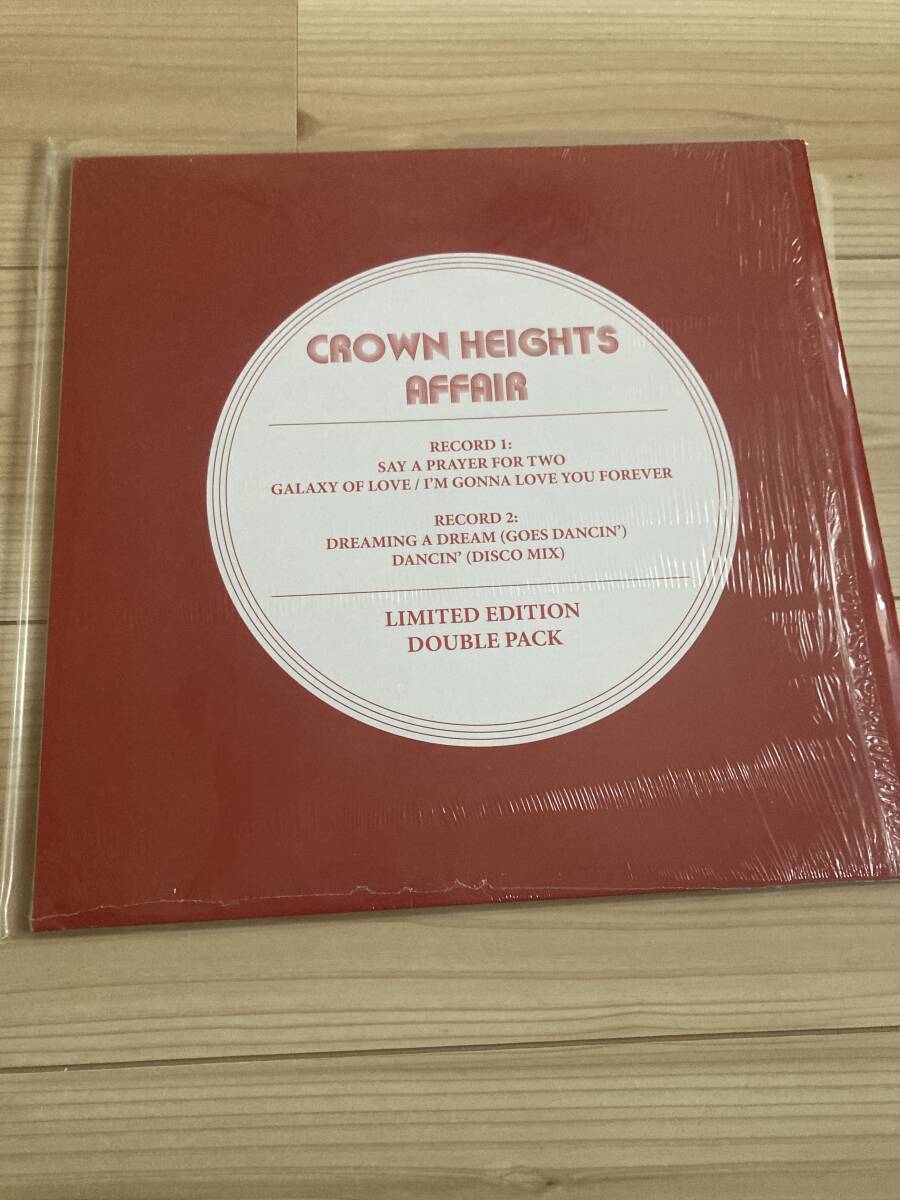 CROWN HEIGHTS
AFFAIR
RECORD 1:
SAY A PRAYER FOR TWO
GALAXY OF LOVE / I'M GONNA LOVE YOU FOREVER
RECORD 2:
DREAMING A DREAM (GOES DANCIN')
DANCIN' (DISCO MIX)
LIMITED EDITION
DOUBLE PACK